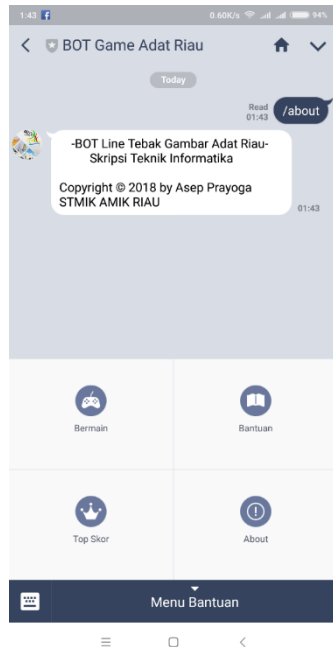 1:43
0.60K/s
94%
BOT Game Adat Riau
Today
Read
01:43
/about
-BOT Line Tebak Gambar Adat Riau-
Skripsi Teknik Informatika
Copyright © 2018 by Asep Prayoga
STMIK AMIK RIAU
01:43
Bermain
Bantuan
Top Skor
About
Menu Bantuan